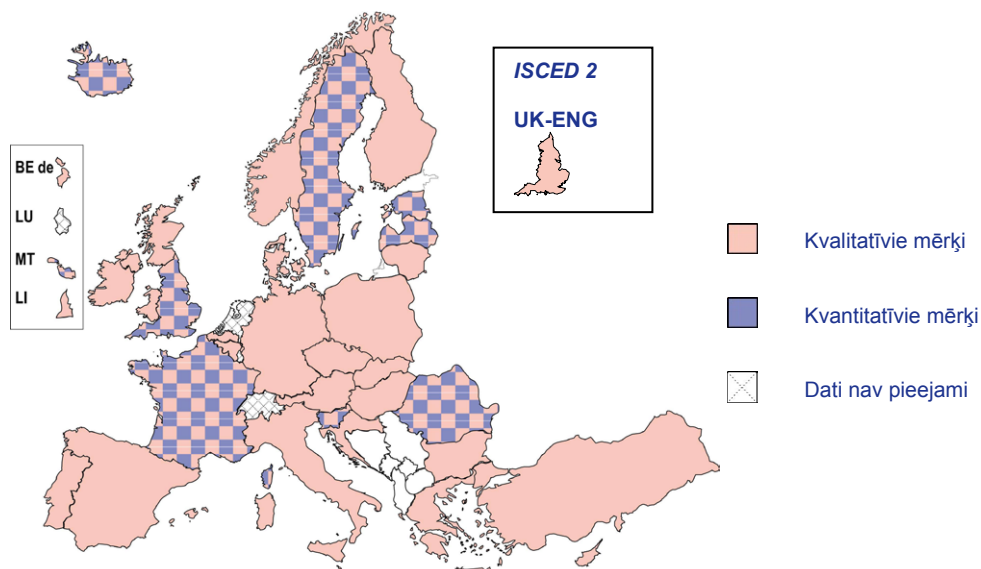 ISCED 2
UK-ENG
BE de
LU
MT
LI
Kvalitatīvie mērķi
Kvantitatīvie mērķi
Dati nav pieejami